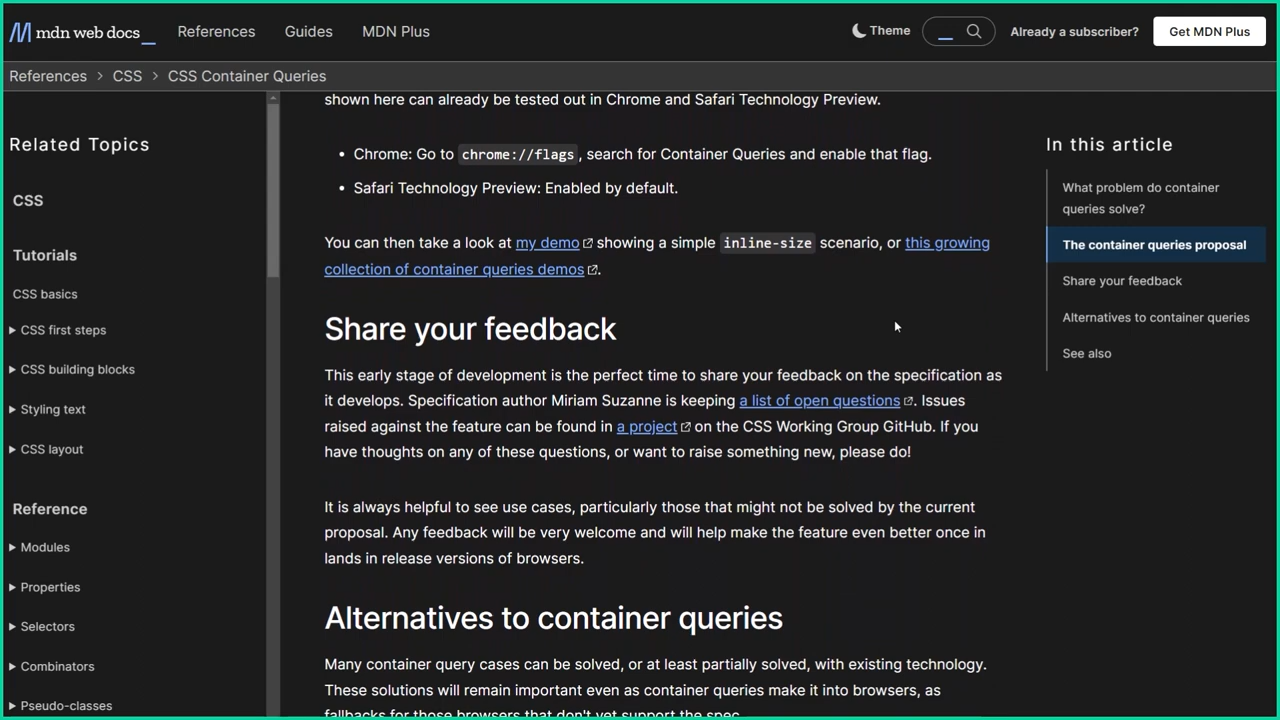 mdn web docs_
References
Guides
MDN Plus
Theme
Already a subscriber?
Get MDN Plus
References > CSS > CSS Container Queries
Related Topics
CSS
Tutorials
CSS basics
CSS first steps
CSS building blocks
Styling text
CSS layout
Reference
Modules
Properties
Selectors
Combinators
Pseudo-classes
shown here can already be tested out in Chrome and Safari Technology Preview.
• Chrome: Go to chrome://flags, search for Container Queries and enable that flag.
• Safari Technology Preview: Enabled by default.
You can then take a look at my demo showing a simple inline-size scenario, or this growing
collection of container queries demos.
Share your feedback
This early stage of development is the perfect time to share your feedback on the specification as
it develops. Specification author Miriam Suzanne is keeping a list of open questions. Issues
raised against the feature can be found in a project on the CSS Working Group GitHub. If you
have thoughts on any of these questions, or want to raise something new, please do!
It is always helpful to see use cases, particularly those that might not be solved by the current
proposal. Any feedback will be very welcome and will help make the feature even better once in
lands in release versions of browsers.
Alternatives to container queries
Many container query cases can be solved, or at least partially solved, with existing technology.
These solutions will remain important even as container queries make it into browsers, as
fallbacks for those browsers that don't yet support the spec.
In this article
What problem do container
queries solve?
The container queries proposal
Share your feedback
Alternatives to container queries
See also